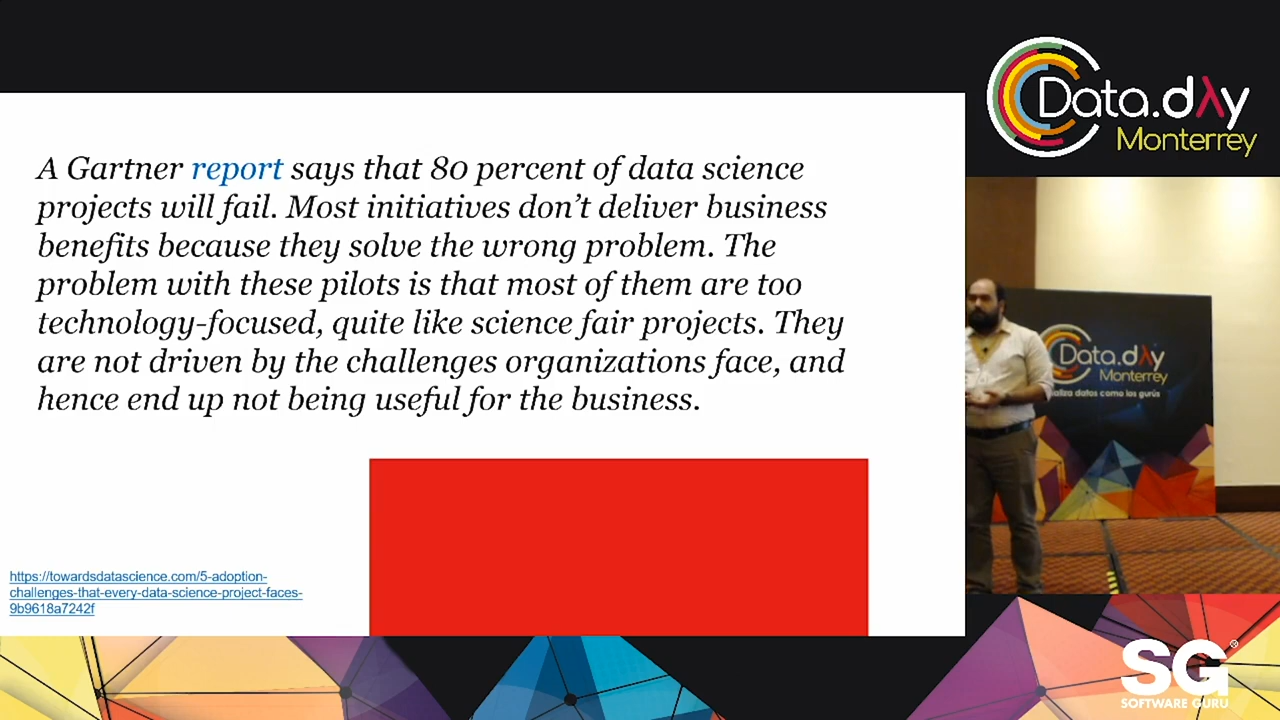 Data.dλy
Monterrey
A Gartner report says that 80 percent of data science
projects will fail. Most initiatives don’t deliver business
benefits because they solve the wrong problem. The
problem with these pilots is that most of them are too
technology-focused, quite like science fair projects. They
are not driven by the challenges organizations face, and
hence end up not being useful for the business.
https://towardsdatascience.com/5-adoption-
challenges-that-every-data-science-project-faces-
9b9618a7242f
Data.dλy
Monterrey
datos como los gurús
SG®
SOFTWARE GURU